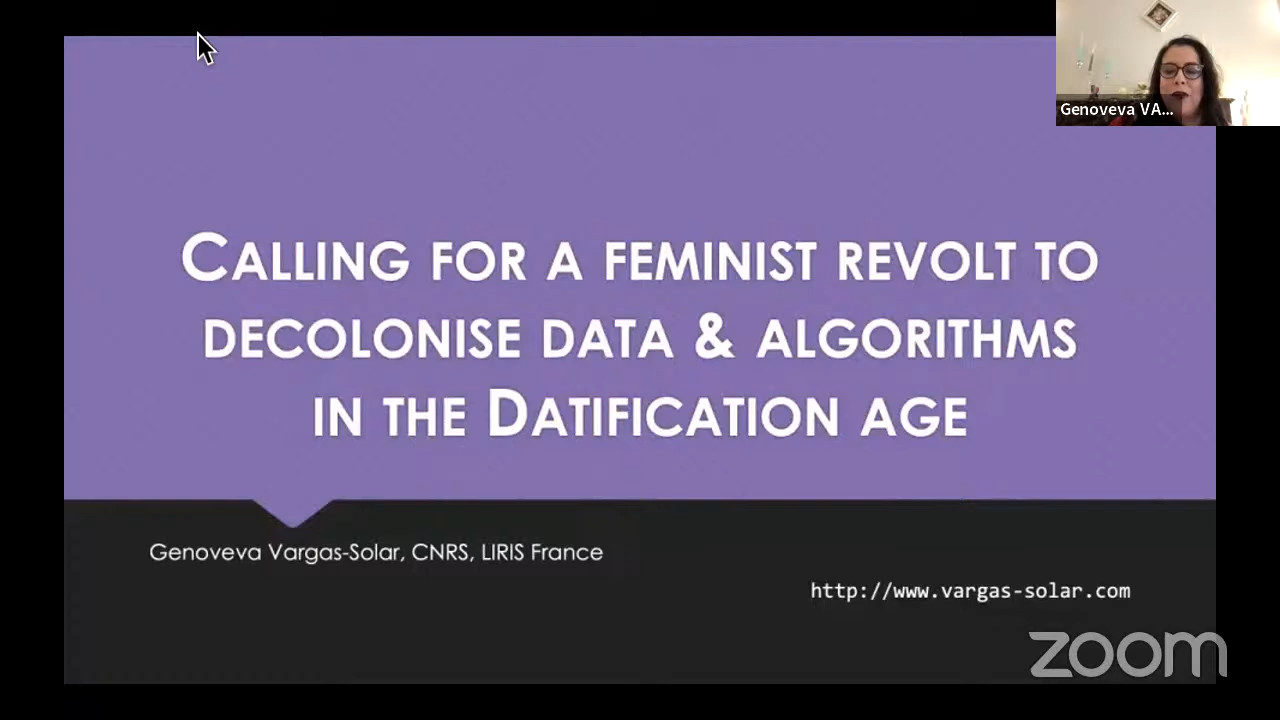 Genoveva VA...
Calling for a feminist revolt to
decolonise data & algorithms
in the Datification age
Genoveva Vargas-Solar, CNRS, LIRIS France
http://www.vargas-solar.com
zoom